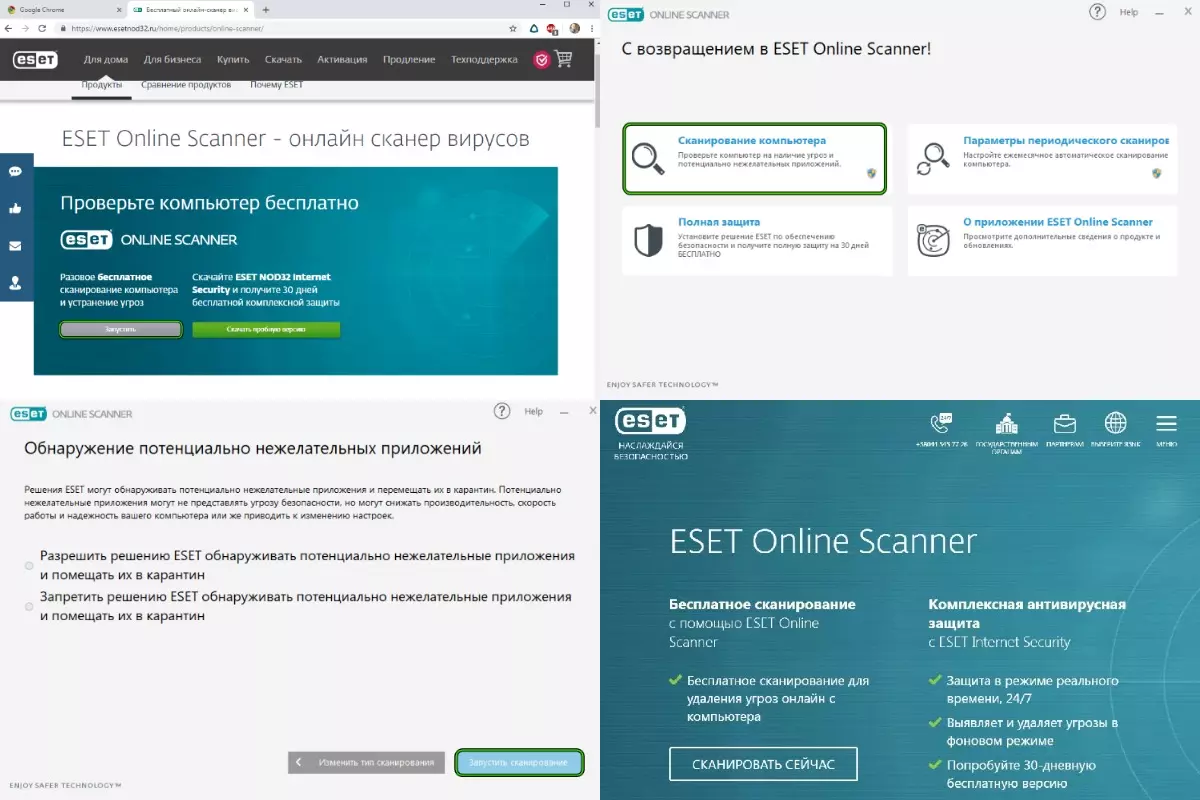 Google Chrome
Бесплатный онлайн-сканер ви
https://www.esetnod32.ru/home/products/online-scanner/
eset
Для дома
Для бизнеса
Купить
Скачать
Активация
Продление
Техподдержка
Продукты
Сравнение продуктов
Почему ESET
ESET Online Scanner - онлайн сканер вирусов
Проверьте компьютер бесплатно
eset ONLINE SCANNER
Разовое бесплатное
сканирование компьютера
и устранение угроз
Запустить
Скачайте ESET NOD32 Internet
Security и получите 30 дней
бесплатной комплексной защиты
Скачать пробную версию
eset ONLINE SCANNER
Help
С возвращением в ESET Online Scanner!
Сканирование компьютера
Проверьте компьютер на наличие угроз и
потенциально нежелательных приложений.
Параметры периодического сканиров
Настройте ежемесячное автоматическое сканирование
компьютера.
Полная защита
Установите решение ESET по обеспечению
безопасности и получите полную защиту на 30 дней
БЕСПЛАТНО
О приложении ESET Online Scanner
Просмотрите дополнительные сведения о продукте и
обновлениях.
ENJOY SAFER TECHNOLOGY™
eset ONLINE SCANNER
Help
Обнаружение потенциально нежелательных приложений
Решения ESET могут обнаруживать потенциально нежелательные приложения и перемещать их в карантин. Потенциально
нежелательные приложения могут не представлять угрозу безопасности, но могут снижать производительность, скорость
работы и надежность вашего компьютера или же приводить к изменению настроек.
Разрешить решению ESET обнаруживать потенциально нежелательные приложения
и помещать их в карантин
Запретить решению ESET обнаруживать потенциально нежелательные приложения
и помещать их в карантин
Изменить тип сканирования
Запустить сканирование
ENJOY SAFER TECHNOLOGY™
eset
НАСЛАЖДАЙСЯ
БЕЗОПАСНОСТЬЮ
ГОСУДАРСТВЕННЫМ
ОРГАНАМ
ПАРТНЕРАМ
ВЫБЕРИТЕ ЯЗЫК
МЕНЮ
ESET Online Scanner
Бесплатное сканирование
с помощью ESET Online
Scanner
Бесплатное сканирование для
удаления угроз онлайн с
компьютера
СКАНИРОВАТЬ СЕЙЧАС
Комплексная антивирусная
защита
с ESET Internet Security
Защита в режиме реального
времени, 24/7
Выявляет и удаляет угрозы в
фоновом режиме
Попробуйте 30-дневную
бесплатную версию